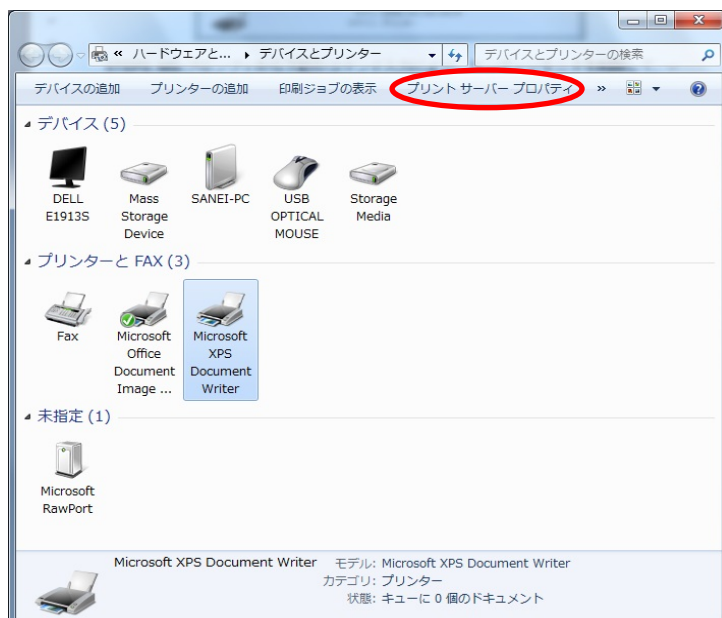 « ハードウェアと... デバイスとプリンター デバイスとプリンターの検索
デバイスの追加 プリンターの追加 印刷ジョブの表示 プリント サーバー プロパティ »
デバイス (5)
DELL
E1913S
Mass
Storage
Device
SANEI-PC
USB
OPTICAL
MOUSE
Storage
Media
プリンターと FAX (3)
Fax
Microsoft
Office
Document
Image ...
Microsoft
XPS
Document
Writer
未指定 (1)
Microsoft
RawPort
Microsoft XPS Document Writer モデル: Microsoft XPS Document Writer
カテゴリ: プリンター
状態: キューに 0 個のドキュメント